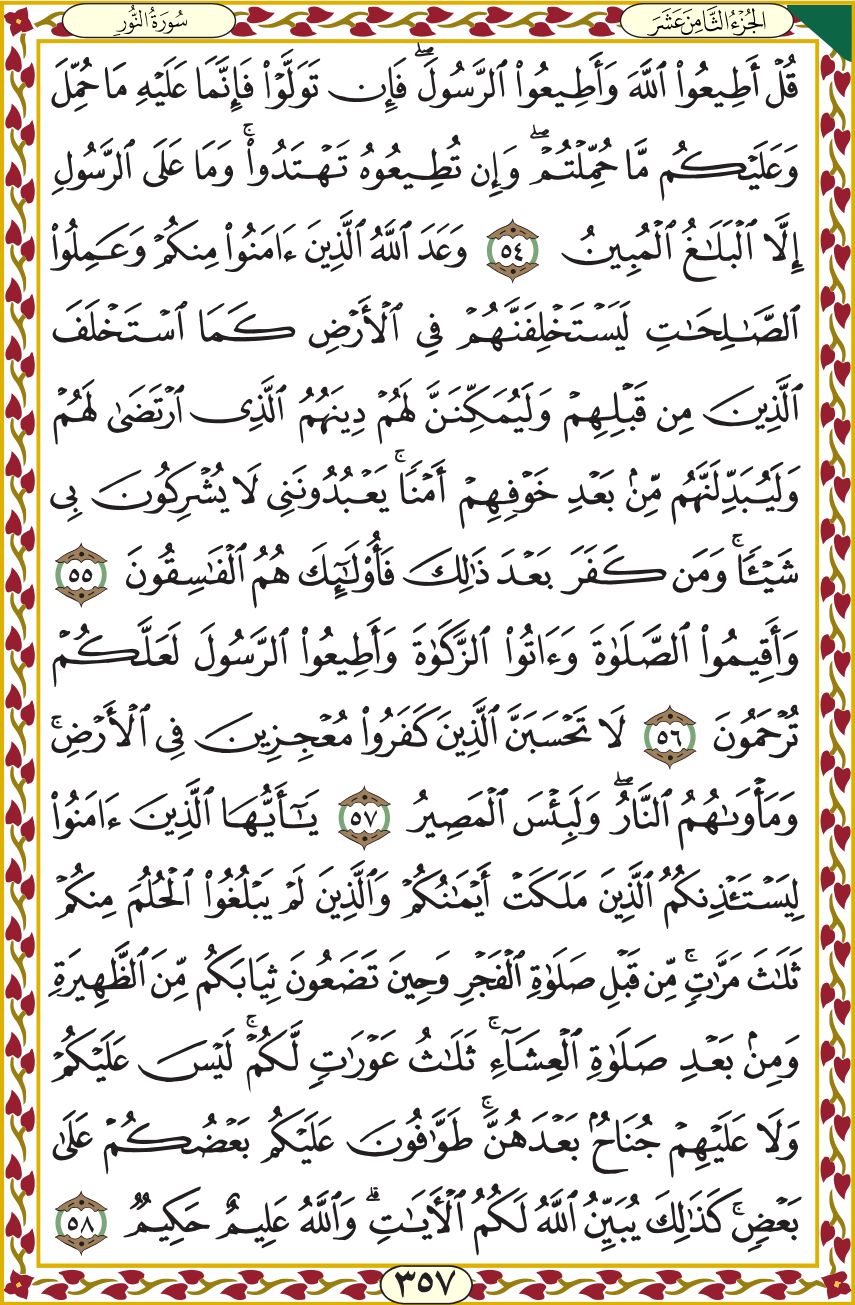 الجُزْءُ الثَّامِنَ عَشَرَ
سُورَةُ النُّورِ
قُلۡ أَطِيعُواْ ٱللَّهَ وَأَطِيعُواْ ٱلرَّسُولَۖ فَإِن تَوَلَّوۡاْ فَإِنَّمَا عَلَيۡهِ مَا حُمِّلَ
وَعَلَيۡكُم مَّا حُمِّلۡتُمۡۖ وَإِن تُطِيعُوهُ تَهۡتَدُواْۚ وَمَا عَلَى ٱلرَّسُولِ
إِلَّا ٱلۡبَلَٰغُ ٱلۡمُبِينُ ٥٤ وَعَدَ ٱللَّهُ ٱلَّذِينَ ءَامَنُواْ مِنكُمۡ وَعَمِلُواْ
ٱلصَّٰلِحَٰتِ لَيَسۡتَخۡلِفَنَّهُمۡ فِي ٱلۡأَرۡضِ كَمَا ٱسۡتَخۡلَفَ
ٱلَّذِينَ مِن قَبۡلِهِمۡ وَلَيُمَكِّنَنَّ لَهُمۡ دِينَهُمُ ٱلَّذِى ٱرۡتَضَىٰ لَهُمۡ
وَلَيُبَدِّلَنَّهُم مِّنۢ بَعۡدِ خَوۡفِهِمۡ أَمۡنٗاۚ يَعۡبُدُونَنِى لَا يُشۡرِكُونَ بِى
شَيۡـٔٗاۚ وَمَن كَفَرَ بَعۡدَ ذَٰلِكَ فَأُوْلَٰٓئِكَ هُمُ ٱلۡفَٰسِقُونَ ٥٥
وَأَقِيمُواْ ٱلصَّلَوٰةَ وَءَاتُواْ ٱلزَّكَوٰةَ وَأَطِيعُواْ ٱلرَّسُولَ لَعَلَّكُمۡ
تُرۡحَمُونَ ٥٦ لَا تَحۡسَبَنَّ ٱلَّذِينَ كَفَرُواْ مُعۡجِزِينَ فِى ٱلۡأَرۡضِۚ
وَمَأۡوَىٰهُمُ ٱلنَّارُۖ وَلَبِئۡسَ ٱلۡمَصِيرُ ٥٧ يَٰٓأَيُّهَا ٱلَّذِينَ ءَامَنُواْ
لِيَسۡتَـٔۡذِنكُمُ ٱلَّذِينَ مَلَكَتۡ أَيۡمَٰنُكُمۡ وَٱلَّذِينَ لَمۡ يَبۡلُغُواْ ٱلۡحُلُمَ مِنكُمۡ
ثَلَٰثَ مَرَّٰتٖۚ مِّن قَبۡلِ صَلَوٰةِ ٱلۡفَجۡرِ وَحِينَ تَضَعُونَ ثِيَابَكُم مِّنَ ٱلظَّهِيرَةِ
وَمِنۢ بَعۡدِ صَلَوٰةِ ٱلۡعِشَآءِۚ ثَلَٰثُ عَوۡرَٰتٖ لَّكُمۡۚ لَيۡسَ عَلَيۡكُمۡ
وَلَا عَلَيۡهِمۡ جُنَاحُۢ بَعۡدَهُنَّۚ طَوَّٰفُونَ عَلَيۡكُم بَعۡضُكُمۡ عَلَىٰ
بَعۡضٖۚ كَذَٰلِكَ يُبَيِّنُ ٱللَّهُ لَكُمُ ٱلۡأٓيَٰتِۗ وَٱللَّهُ عَلِيمٌ حَكِيمٞ ٥٨
٣٥٧